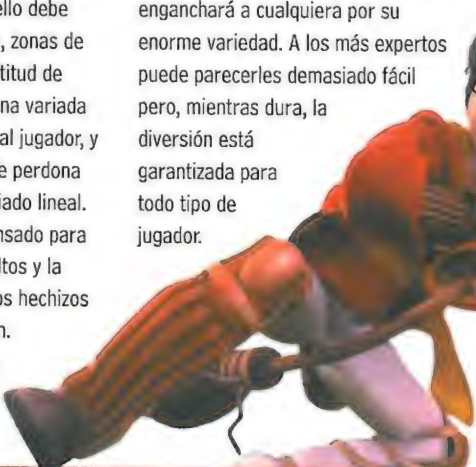 ello debe
, zonas de
titud de
na variada
al jugador, y
e perdona
iado lineal.
nsado para
ltos y la
os hechizos
n.
enganchará a cualquiera por su
enorme variedad. A los más expertos
puede parecerles demasiado fácil
pero, mientras dura, la
diversión está
garantizada para
todo tipo de
jugador.